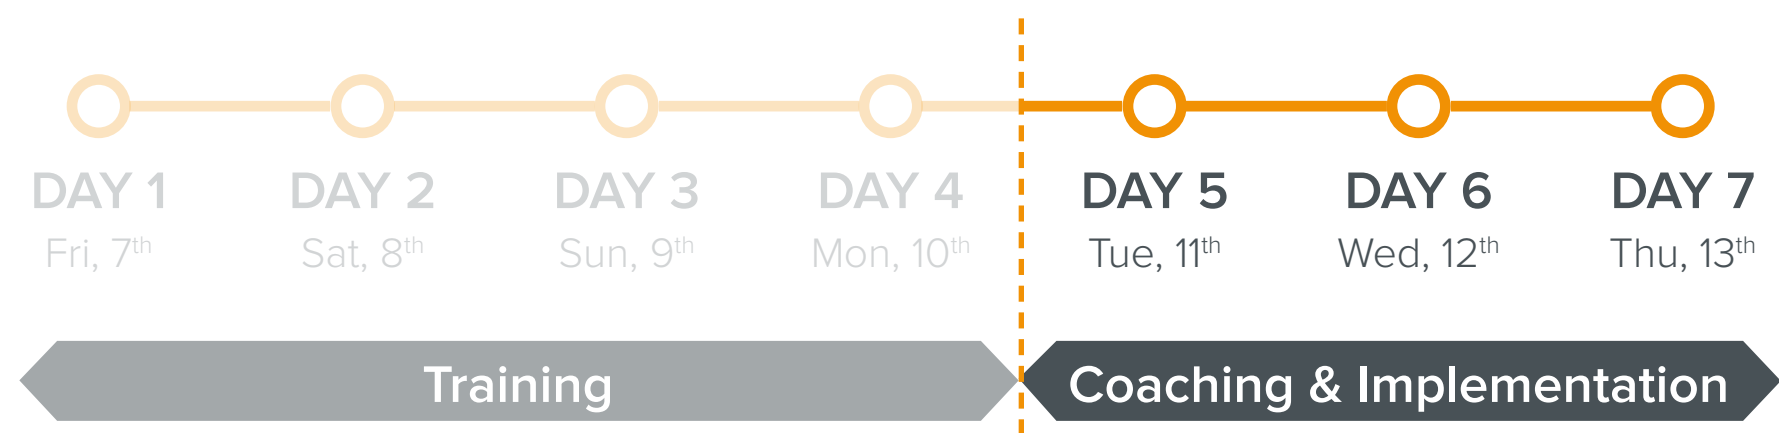 DAY 1 DAY 2 DAY 3 DAY 4 DAY 5 DAY 6 DAY 7
Fri, 7th Sat, 8th Sun, 9th Mon, 10th Tue, 11th Wed, 12th Thu, 13th
Training Coaching & Implementation